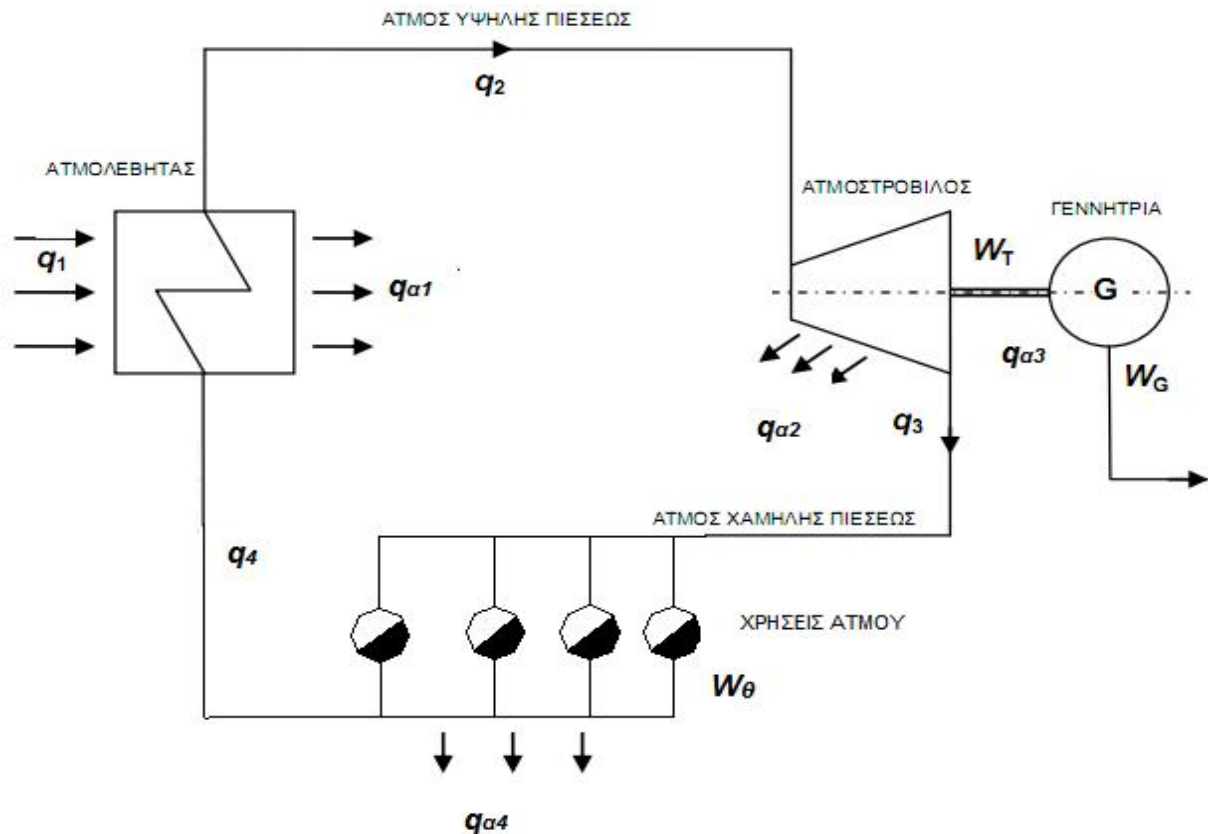 ΑΤΜΟΣ ΥΨΗΛΗΣ ΠΙΕΣΕΩΣ
q2
ΑΤΜΟΛΕΒΗΤΑΣ
ΑΤΜΟΣΤΡΟΒΙΛΟΣ
ΓΕΝΝΗΤΡΙΑ
q1
qα1
WT
G
qα3
WG
qα2
q3
ΑΤΜΟΣ ΧΑΜΗΛΗΣ ΠΙΕΣΕΩΣ
q4
ΧΡΗΣΕΙΣ ΑΤΜΟΥ
Wθ
qα4